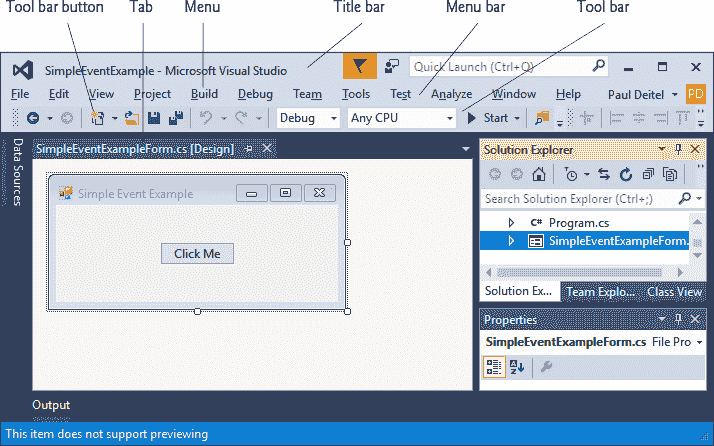 Tool bar button Tab Menu Title bar Menu bar Tool bar
SimpleEventExample - Microsoft Visual Studio Quick Launch (Ctrl+Q)
File Edit View Project Build Debug Team Tools Test Analyze Window Help Paul Deitel PD
Debug Any CPU Start
Data Sources
SimpleEventExampleForm.cs [Design]
Simple Event Example
Click Me
Solution Explorer
Search Solution Explorer (Ctrl+;)
C# Program.cs
SimpleEventExampleForm.
Solution Ex... Team Explo... Class View
Properties
SimpleEventExampleForm.cs File Pro
Output
This item does not support previewing